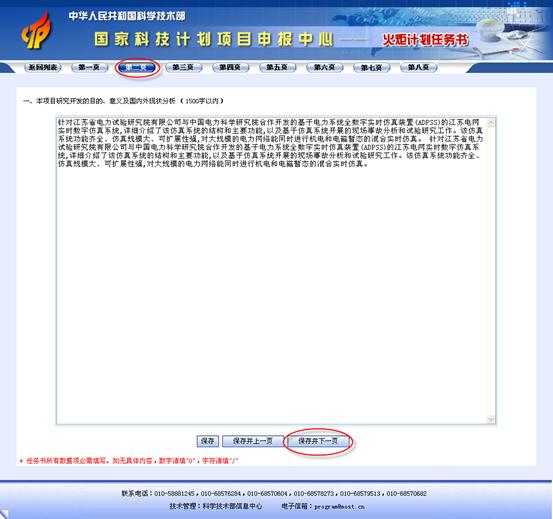 中华人民共和国科学技术部
国家科技计划项目申报中心——
火炬计划任务书
返回列表 第一页 第二页 第三页 第四页 第五页 第六页 第七页 第八页
一、本项目研究开发的目的、意义及国内外现状分析 (1500字以内)
针对江苏省电力试验研究院有限公司与中国电力科学研究院合作开发的基于电力系统全数字实时仿真装置(ADPSS)的江苏电网
实时数字仿真系统,详细介绍了该仿真系统的结构和主要功能,以及基于仿真系统开展的现场事故分析和试验研究工作。该仿真
系统功能齐全、仿真规模大、可扩展性强,对大规模的电力网络能同时进行机电和电磁暂态的混合实时仿真。 针对江苏省电力
试验研究院有限公司与中国电力科学研究院合作开发的基于电力系统全数字实时仿真装置(ADPSS)的江苏电网实时数字仿真系
统,详细介绍了该仿真系统的结构和主要功能,以及基于仿真系统开展的现场事故分析和试验研究工作。该仿真系统功能齐全、
仿真规模大、可扩展性强,对大规模的电力网络能同时进行机电和电磁暂态的混合实时仿真。
保存 保存并上一页 保存并下一页
* 任务书所有数据项必需填写。如无具体内容,数字请填"0",字符请填"/"
联系电话:010-58881245,010-68576284,010-68570604,010-68578273,010-68579513,010-68570682
技术管理:科学技术部信息中心 电子信箱:program@most.cn